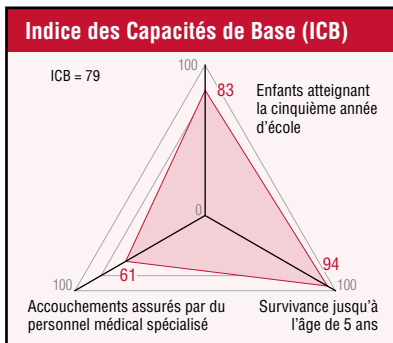 Indice des Capacités de Base (ICB)
100
ICB = 79
83
Enfants atteignant
la cinquième année
d'école
0
94
61
100
100
Accouchements assurés par du
personnel médical spécialisé
Survivance jusqu'à
l'âge de 5 ans